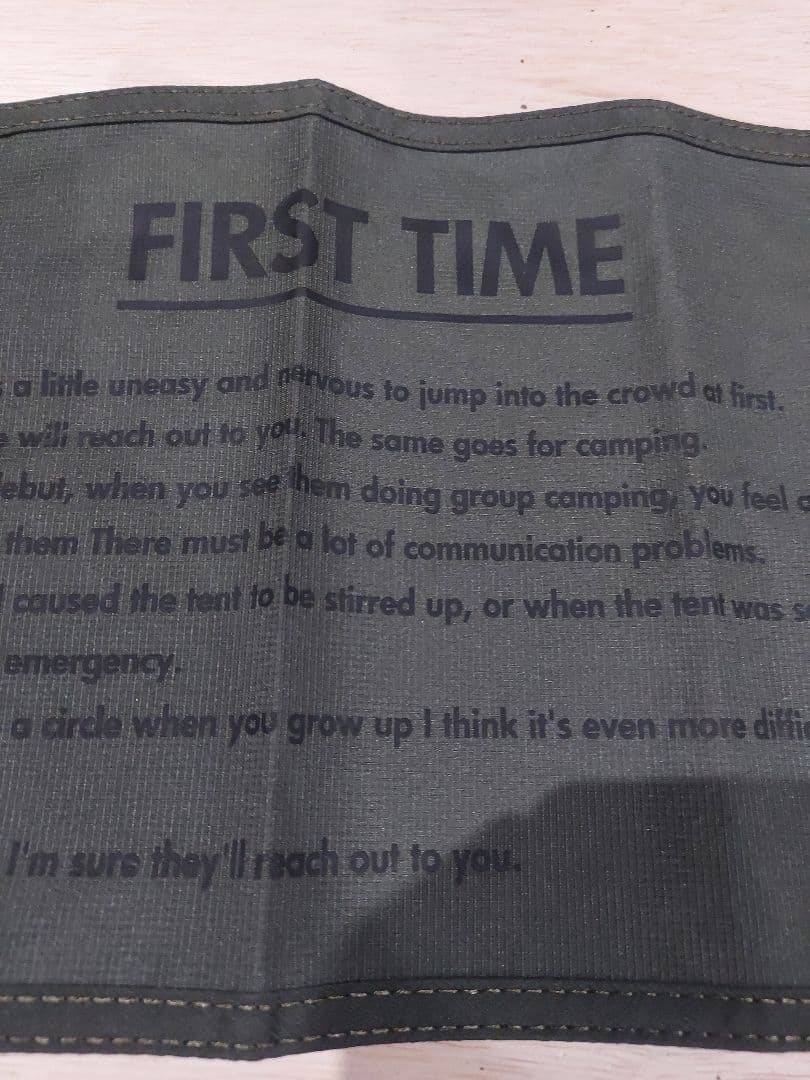 FIRST TIME
a little uneasy and nervous to jump into the crowd at first.
will reach out to you. The same goes for camping.
when you see them doing group camping, you feel
them There must be a lot of communication problems.
caused the tent to be stirred up, or when the tent was
emergency.
a circle when you grow up I think it's even more
I'm sure they'll reach out to you.